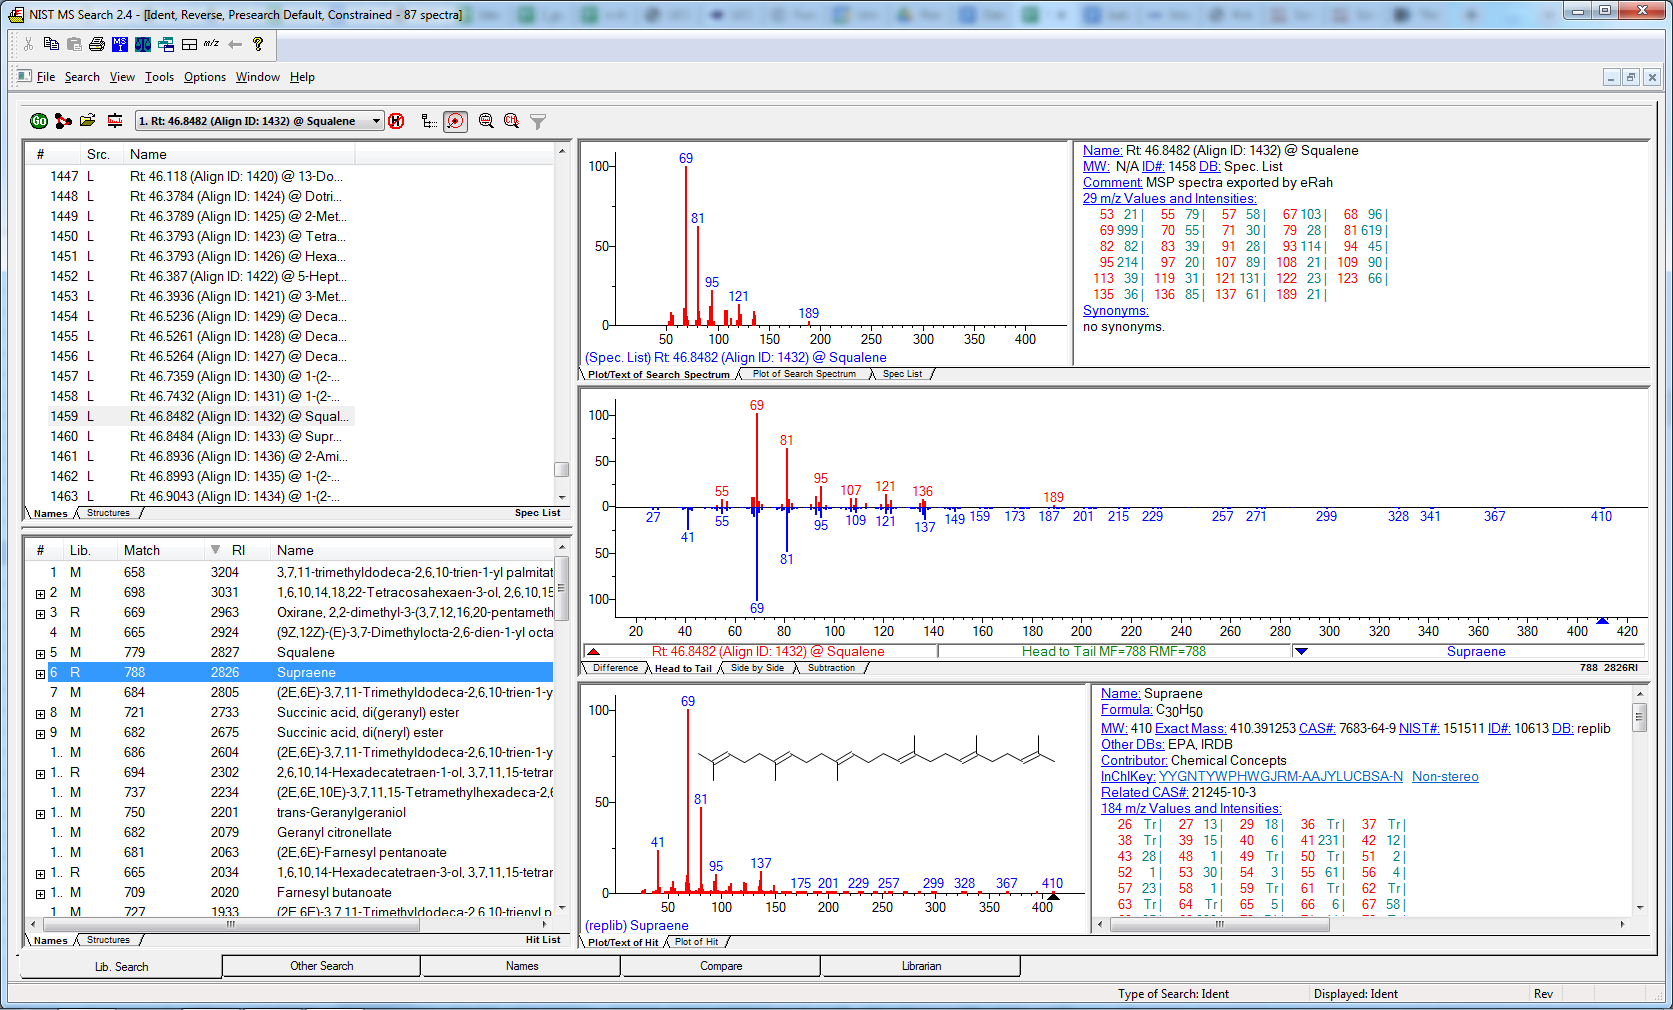 NIST MS Search 2.4 - [Ident, Reverse, Presearch Default, Constrained - 87 spectra]
File Search View Tools Options Window Help
1. Rt: 46.8482 (Align ID: 1432) @ Squalene
# Src. Name
1447 L Rt: 46.118 (Align ID: 1420) @ 13-Do...
1448 L Rt: 46.3784 (Align ID: 1424) @ Dotri...
1449 L Rt: 46.3789 (Align ID: 1425) @ 2-Met...
1450 L Rt: 46.3793 (Align ID: 1423) @ Tetra...
1451 L Rt: 46.3793 (Align ID: 1426) @ Hexa...
1452 L Rt: 46.387 (Align ID: 1422) @ 5-Hept...
1453 L Rt: 46.3936 (Align ID: 1421) @ 3-Met...
1454 L Rt: 46.5236 (Align ID: 1429) @ Deca...
1455 L Rt: 46.5261 (Align ID: 1428) @ Deca...
1456 L Rt: 46.5264 (Align ID: 1427) @ Deca...
1457 L Rt: 46.7359 (Align ID: 1430) @ 1-(2-...
1458 L Rt: 46.7432 (Align ID: 1431) @ 1-(2-...
1459 L Rt: 46.8482 (Align ID: 1432) @ Squal...
1460 L Rt: 46.8484 (Align ID: 1433) @ Supr...
1461 L Rt: 46.8936 (Align ID: 1436) @ 2-Ami...
1462 L Rt: 46.8993 (Align ID: 1435) @ 1-(2-...
1463 L Rt: 46.9043 (Align ID: 1434) @ 1-(2-...
Names Structures Spec List
# Lib. Match RI Name
1 M 658 3204 3,7,11-trimethyldodeca-2,6,10-trien-1-yl palmitat
2 M 698 3031 1,6,10,14,18,22-Tetracosahexaen-3-ol, 2,6,10,15
3 R 669 2963 Oxirane, 2,2-dimethyl-3-(3,7,12,16,20-pentameth
4 M 665 2924 (9Z,12Z)-(E)-3,7-Dimethylocta-2,6-dien-1-yl octa
5 M 779 2827 Squalene
6 R 788 2826 Supraene
7 M 684 2805 (2E,6E)-3,7,11-Trimethyldodeca-2,6,10-trien-1-y
8 M 721 2733 Succinic acid, di(geranyl) ester
9 M 682 2675 Succinic acid, di(neryl) ester
1.. M 686 2604 (2E,6E)-3,7,11-Trimethyldodeca-2,6,10-trien-1-y
1.. R 694 2302 2,6,10,14-Hexadecatetraen-1-ol, 3,7,11,15-tetrar
1.. M 737 2234 (2E,6E,10E)-3,7,11,15-Tetramethylhexadeca-2,6
1.. M 750 2201 trans-Geranylgeraniol
1.. M 682 2079 Geranyl citronellate
1.. M 681 2063 (2E,6E)-Farnesyl pentanoate
1.. R 665 2034 1,6,10,14-Hexadecatetraen-3-ol, 3,7,11,15-tetrar
1.. M 709 2020 Farnesyl butanoate
1.. M 727 1933 (2E,6E)-3,7,11-Trimethyldodeca-2,6,10-trienyl p
Names Structures Hit List
100 50 0
69 81 95 121 189
50 100 150 200 250 300 350 400
(Spec. List) Rt: 46.8482 (Align ID: 1432) @ Squalene
Plot/Text of Search Spectrum Plot of Search Spectrum Spec List
Name: Rt: 46.8482 (Align ID: 1432) @ Squalene
MW: N/A ID#: 1458 DB: Spec. List
Comment: MSP spectra exported by eRah
29 m/z Values and Intensities:
53 21 | 55 79 | 57 58 | 67 103 | 68 96 |
69 999 | 70 55 | 71 30 | 79 28 | 81 619 |
82 82 | 83 39 | 91 28 | 93 114 | 94 45 |
95 214 | 97 20 | 107 89 | 108 21 | 109 90 |
113 39 | 119 31 | 121 131 | 122 23 | 123 66 |
135 36 | 136 85 | 137 61 | 189 21 |
Synonyms:
no synonyms.
100 50 0 50 100
69 81 55 95 107 121 136 189
27 41 55 69 81 95 109 121 137 149 159 173 187 201 215 229 257 271 299 328 341 367 410
20 40 60 80 100 120 140 160 180 200 220 240 260 280 300 320 340 360 380 400 420
Rt: 46.8482 (Align ID: 1432) @ Squalene Head to Tail MF=788 RMF=788 Supraene
Difference Head to Tail Side by Side Subtraction 788 2826RI
100 50 0
69 81 41 95 137 175 201 229 257 299 328 367 410
50 100 150 200 250 300 350 400
(replib) Supraene
Plot/Text of Hit Plot of Hit
Name: Supraene
Formula: C30H50
MW: 410 Exact Mass: 410.391253 CAS#: 7683-64-9 NIST#: 151511 ID#: 10613 DB: replib
Other DBs: EPA, IRDB
Contributor: Chemical Concepts
InChIKey: YYGNTYWPHWGJRM-AAJYLUCBSA-N Non-stereo
Related CAS#: 21245-10-3
184 m/z Values and Intensities:
26 Tr | 27 13 | 29 18 | 36 Tr | 37 Tr |
38 Tr | 39 15 | 40 6 | 41 231 | 42 12 |
43 28 | 48 1 | 49 Tr | 50 Tr | 51 2 |
52 1 | 53 30 | 54 3 | 55 61 | 56 4 |
57 23 | 58 1 | 59 Tr | 61 Tr | 62 Tr |
63 Tr | 64 Tr | 65 5 | 66 6 | 67 58 |
Lib. Search Other Search Names Compare Librarian
Type of Search: Ident Displayed: Ident Rev